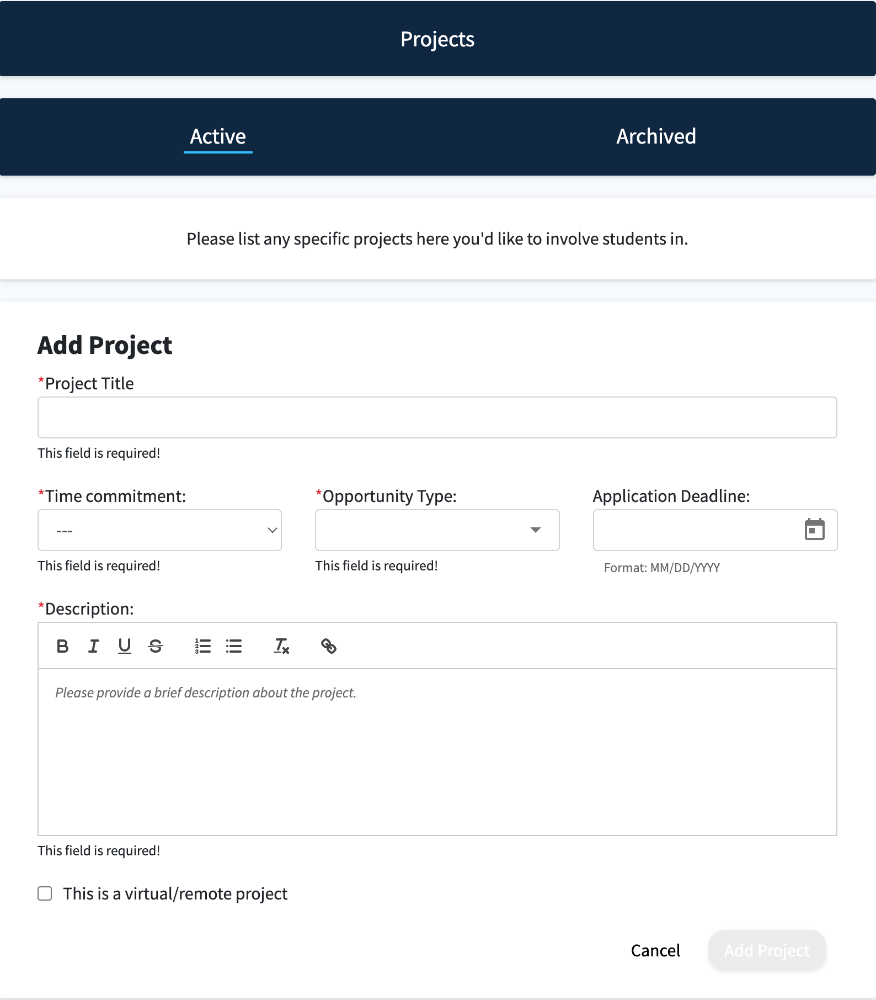 Projects
Active Archived
Please list any specific projects here you'd like to involve students in.
Add Project
*Project Title
This field is required!
*Time commitment: *Opportunity Type: Application Deadline:
---
This field is required! This field is required! Format: MM/DD/YYYY
*Description:
Please provide a brief description about the project.
This field is required!
This is a virtual/remote project
Cancel Add Project